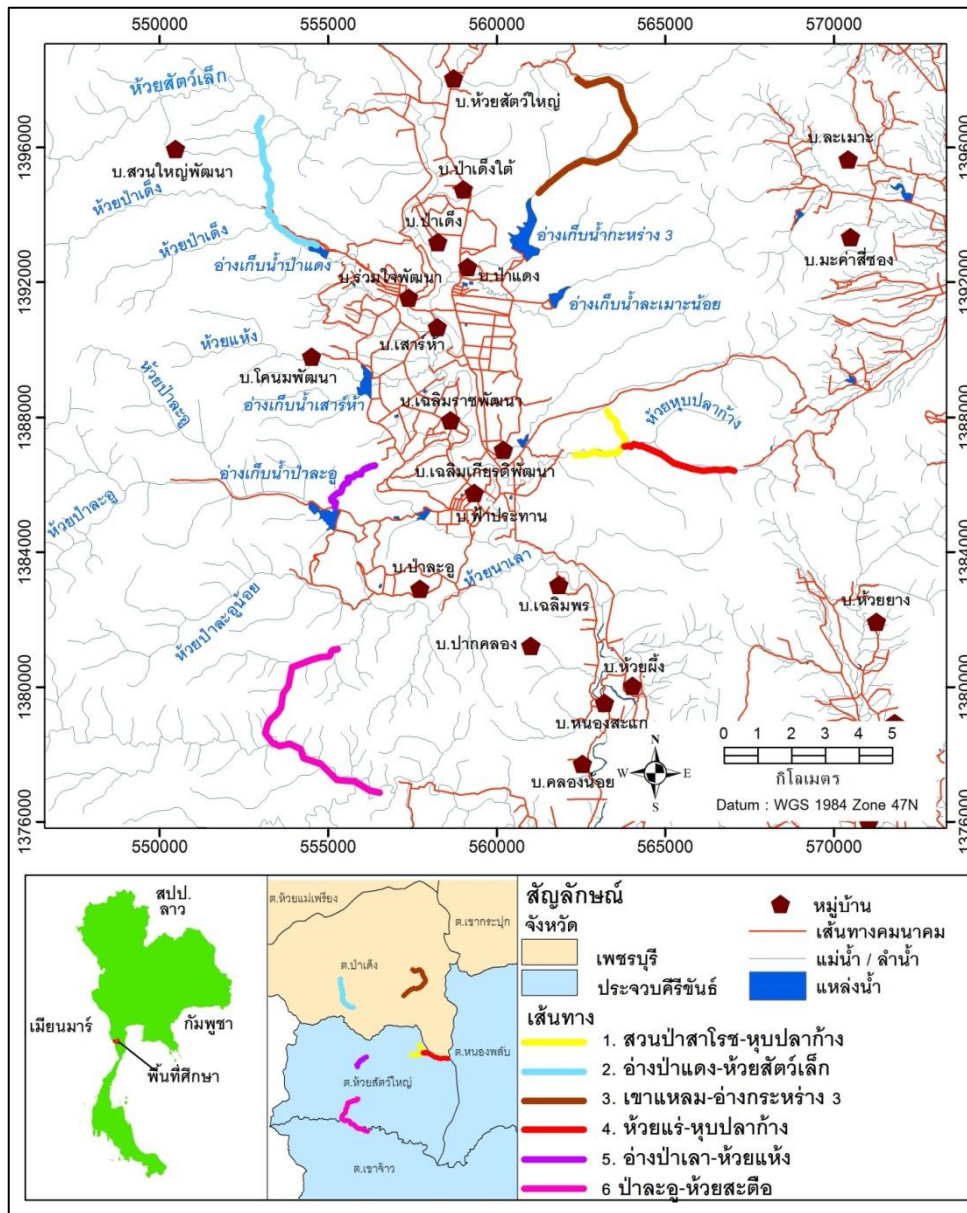 550000 555000 560000 565000 570000
1396000
1392000
1388000
1384000
1380000
1376000
ห้วยสัตว์เล็ก
บ.ห้วยสัตว์ใหญ่
บ.ละเมาะ
บ.สวนใหญ่พัฒนา
บ.ป่าเด็งใต้
ห้วยป่าเด็ง
บ.ป่าเด็ง
อ่างเก็บน้ำกะหร่าง 3
ห้วยป่าเด็ง
บ.มะค่าสี่ซอง
อ่างเก็บน้ำป่าแดง
บ.ป่าแดง
บ.ร่วมใจพัฒนา
อ่างเก็บน้ำละเมาะน้อย
ห้วยแห้ง
บ.เสาร์ห้า
บ.โคนมพัฒนา
ห้วยป่าละอู
อ่างเก็บน้ำเสาร์ห้า
บ.เฉลิมราชพัฒนา
ห้วยหุบปลาก้าง
อ่างเก็บน้ำป่าละอู
บ.เฉลิมเกียรติพัฒนา
ห้วยป่าละอู
บ.ฟ้าประทาน
บ.ป่าละอู
ห้วยนาเลา
บ.เฉลิมพร
บ.ห้วยยาง
ห้วยป่าละอูน้อย
บ.ปากคลอง
บ.ห้วยผึ้ง
บ.หนองสะแก
บ.คลองน้อย
N
W E
S
0 1 2 3 4 5
กิโลเมตร
Datum : WGS 1984 Zone 47N
1396000
1392000
1388000
1384000
1380000
1376000
550000 555000 560000 565000 570000
สปป.
ลาว
เมียนมาร์
กัมพูชา
พื้นที่ศึกษา
ต.ห้วยแม่เพรียง
ต.เขากระปุก
ต.ป่าเด็ง
ต.หนองพลับ
ต.ห้วยสัตว์ใหญ่
ต.เขาจ้าว
สัญลักษณ์
จังหวัด
เพชรบุรี
ประจวบคีรีขันธ์
หมู่บ้าน
เส้นทางคมนาคม
แม่น้ำ / ลำน้ำ
แหล่งน้ำ
เส้นทาง
1. สวนป่าสาโรช-หุบปลาก้าง
2. อ่างป่าแดง-ห้วยสัตว์เล็ก
3. เขาแหลม-อ่างกระหร่าง 3
4. ห้วยแร่-หุบปลาก้าง
5. อ่างป่าเลา-ห้วยแห้ง
6 ป่าละอู-ห้วยสะตือ